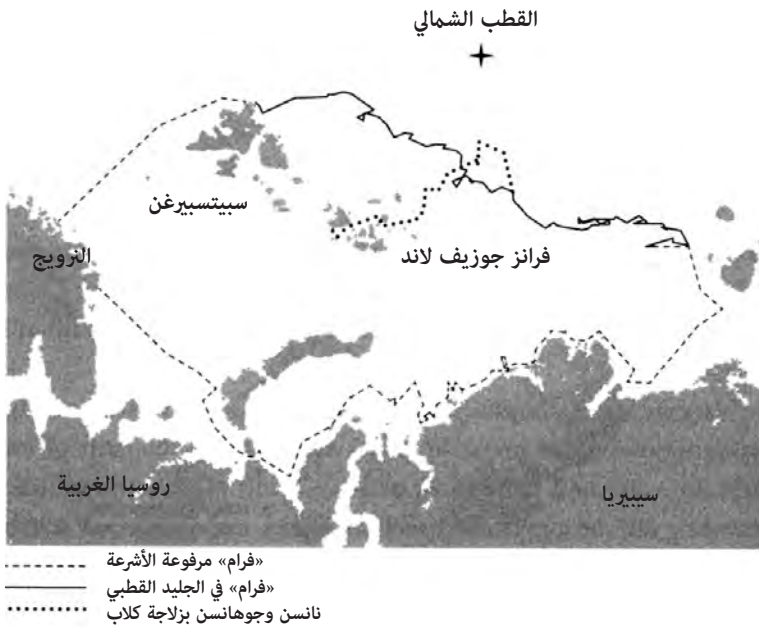 القطب الشمالي
سبيتسبيرغن
النرويج
فرانز جوزيف لاند
روسيا الغربية
سيبيريا
«فرام» مرفوعة الأشرعة
«فرام» في الجليد القطبي
نانسن وجوهانسن بزلاجة كلاب